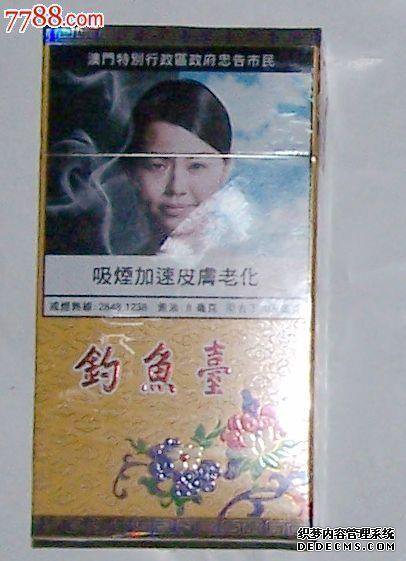 7788.com
澳門特別行政區政府忠告市民
吸煙加速皮膚老化
戒煙熱線:2848 1238
釣魚臺
织梦内容管理系统
DEDECMS.COM